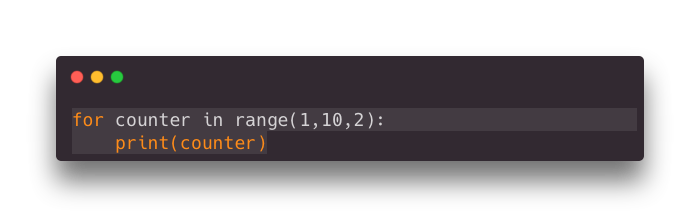 for counter in range(1,10,2):
    print(counter)